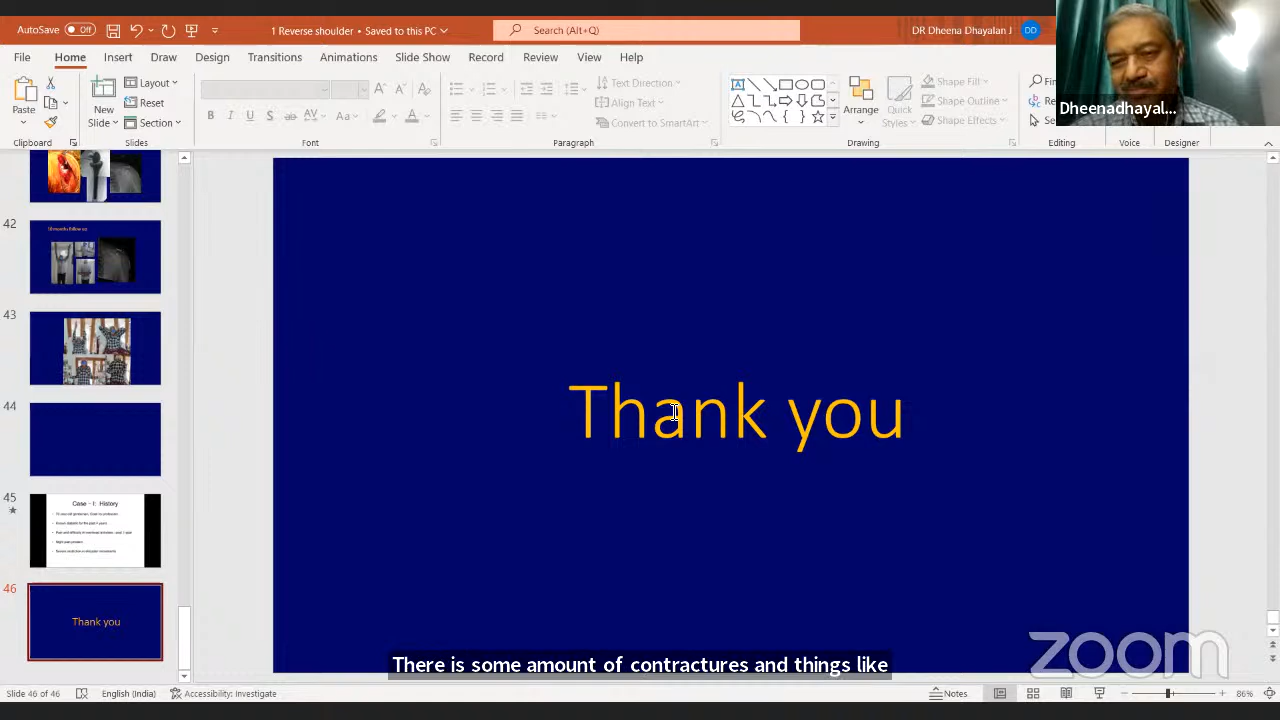 AutoSave Off
1 Reverse shoulder • Saved to this PC
Search (Alt+Q)
DR Dheena Dhayalan J
DD
File Home Insert Draw Design Transitions Animations Slide Show Record Review View Help
Paste
New Slide
Layout
Reset
Section
Text Direction
Align Text
Convert to SmartArt
Arrange
Quick Styles
Shape Fill
Shape Outline
Shape Effects
Dheenadhayal...
Clipboard Slides Font Paragraph Drawing Editing Voice Designer
42
43
44
45
Case – I: History
46
Thank you
Thank you
zoom
There is some amount of contractures and things like
Slide 46 of 46
English (India)
Accessibility: Investigate
Notes
86%